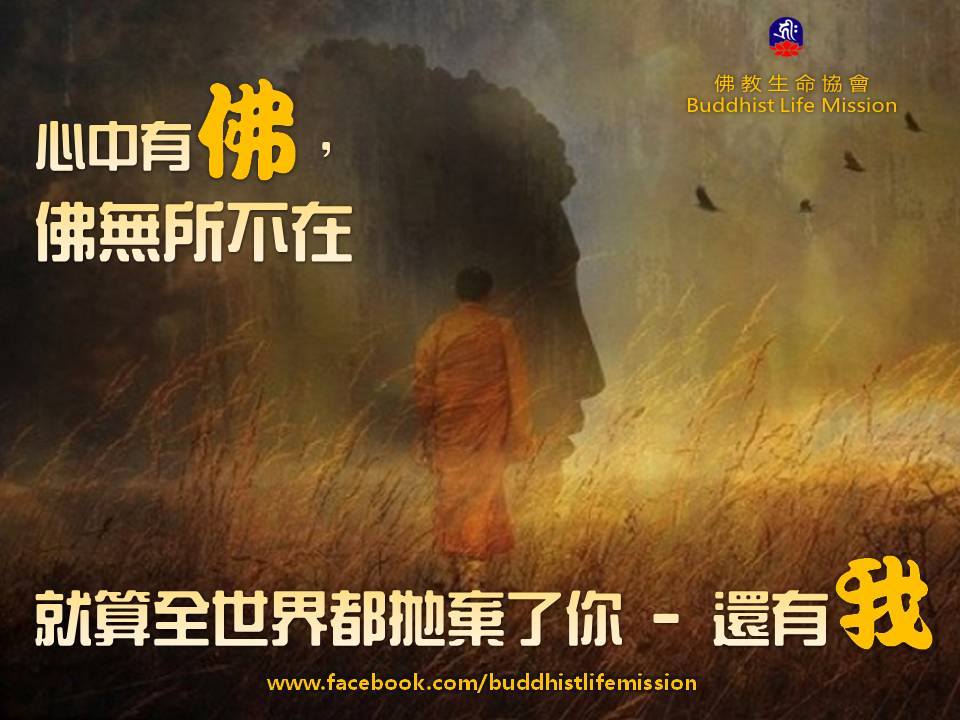 佛教生命協會
Buddhist Life Mission
心中有佛，
佛無所不在
就算全世界都拋棄了你 - 還有我
www.facebook.com/buddhistlifemission